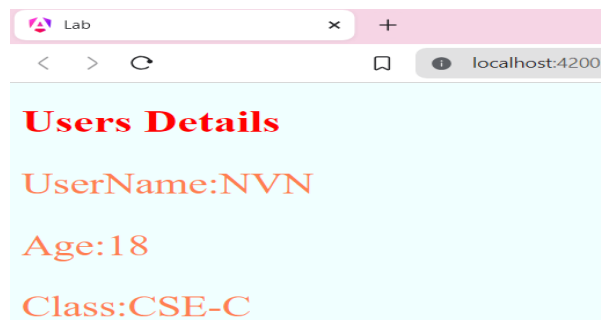 Lab
localhost:4200
Users Details
UserName:NVN
Age:18
Class:CSE-C